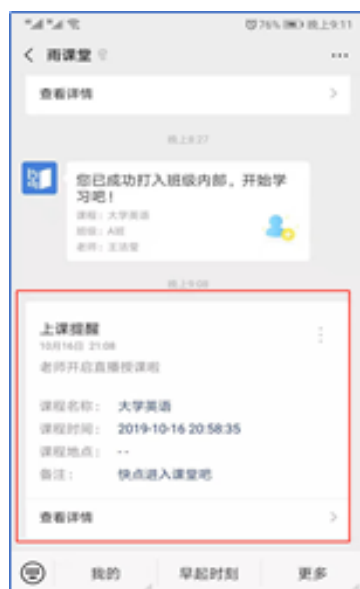 76% 晚上9:11
雨课堂
查看详情
晚上8:27
您已成功打入班级内部，开始学
习吧！
课程：大学英语
班级：A班
晚上9:08
上课提醒
10月16日 21:08
老师开启直播授课啦
课程名称： 大学英语
课程时间： 2019-10-16 20:58:35
课程地点： --
备注： 快点进入课堂吧
查看详情
我的 早起时刻 更多